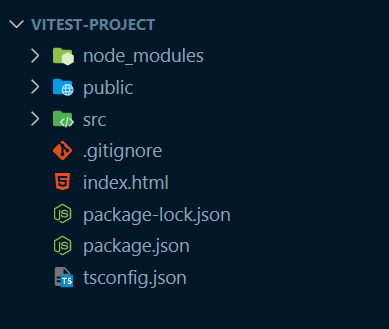 VITEST-PROJECT
node_modules
public
src
.gitignore
index.html
package-lock.json
package.json
tsconfig.json